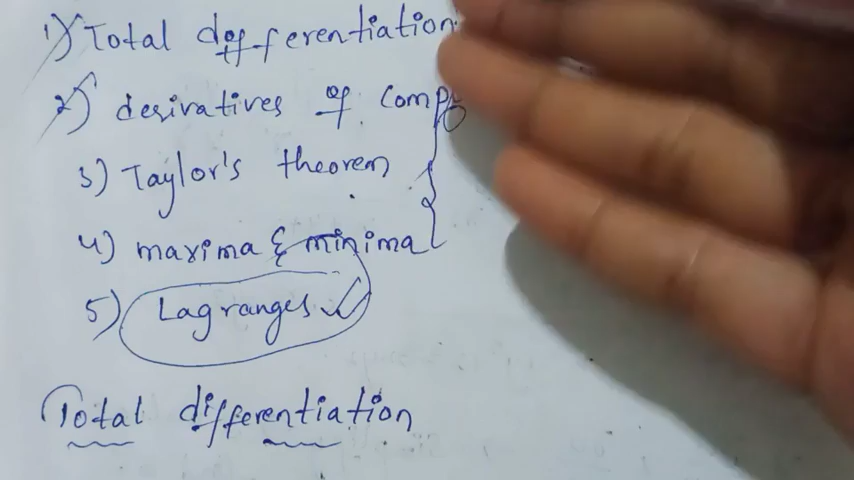 1) Total differentiation
2) derivatives of comp
3) Taylor's theorem
4) maxima & minima
5) Lagranges
Total differentiation